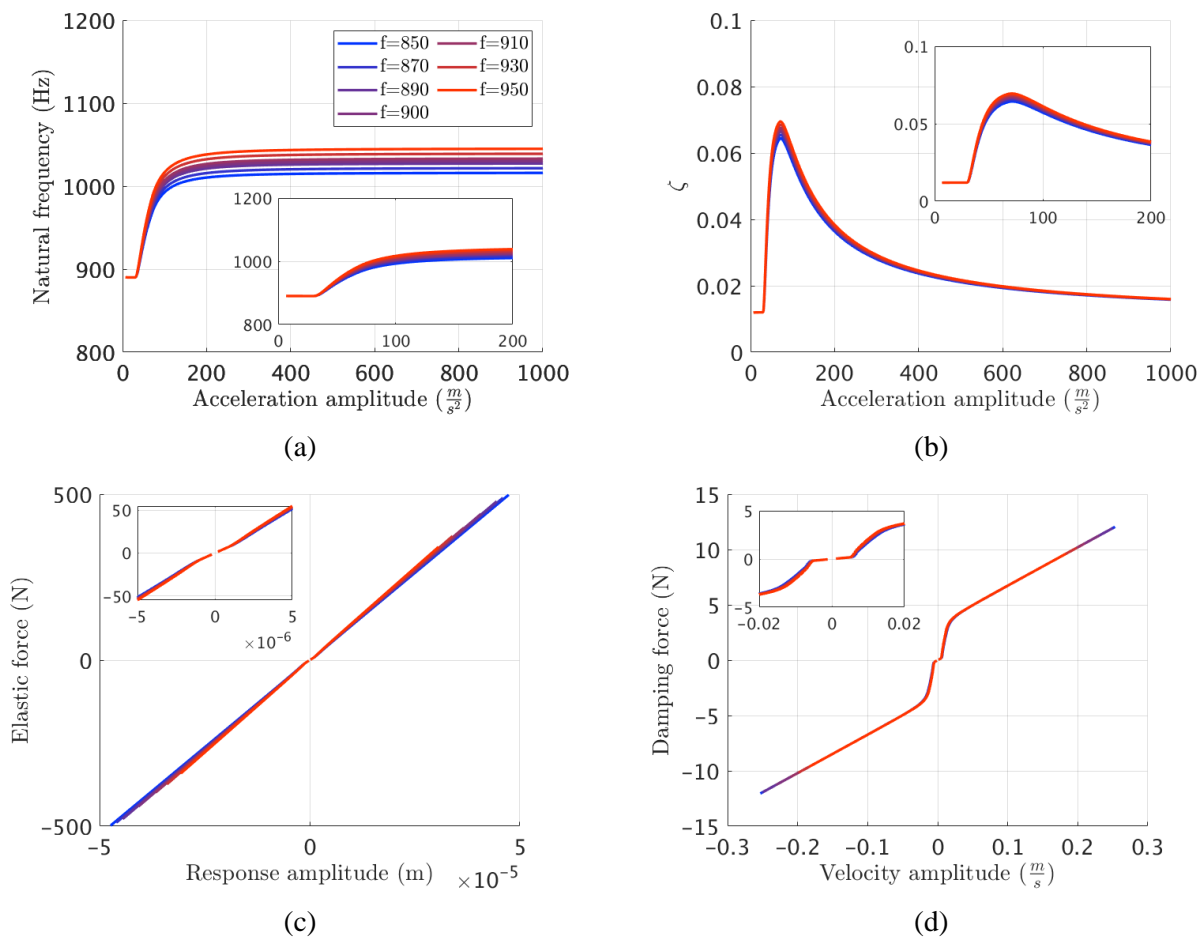 1200
1100
1000
900
800
Natural frequency (Hz)
f=850 f=910
f=870 f=930
f=890 f=950
f=900
1200
1000
800
0 100 200
0 200 400 600 800 1000
Acceleration amplitude (m/s²)
(a)
0.1
0.08
0.06
0.04
0.02
0
ζ
0.1
0.05
0
0 100 200
0 200 400 600 800 1000
Acceleration amplitude (m/s²)
(b)
500
0
−500
Elastic force (N)
50
0
−50
−5 0 5
×10⁻⁶
−5 0 5
Response amplitude (m) ×10⁻⁵
(c)
15
10
5
0
−5
−10
−15
Damping force (N)
5
0
−5
−0.02 0 0.02
−0.3 −0.2 −0.1 0 0.1 0.2 0.3
Velocity amplitude (m/s)
(d)